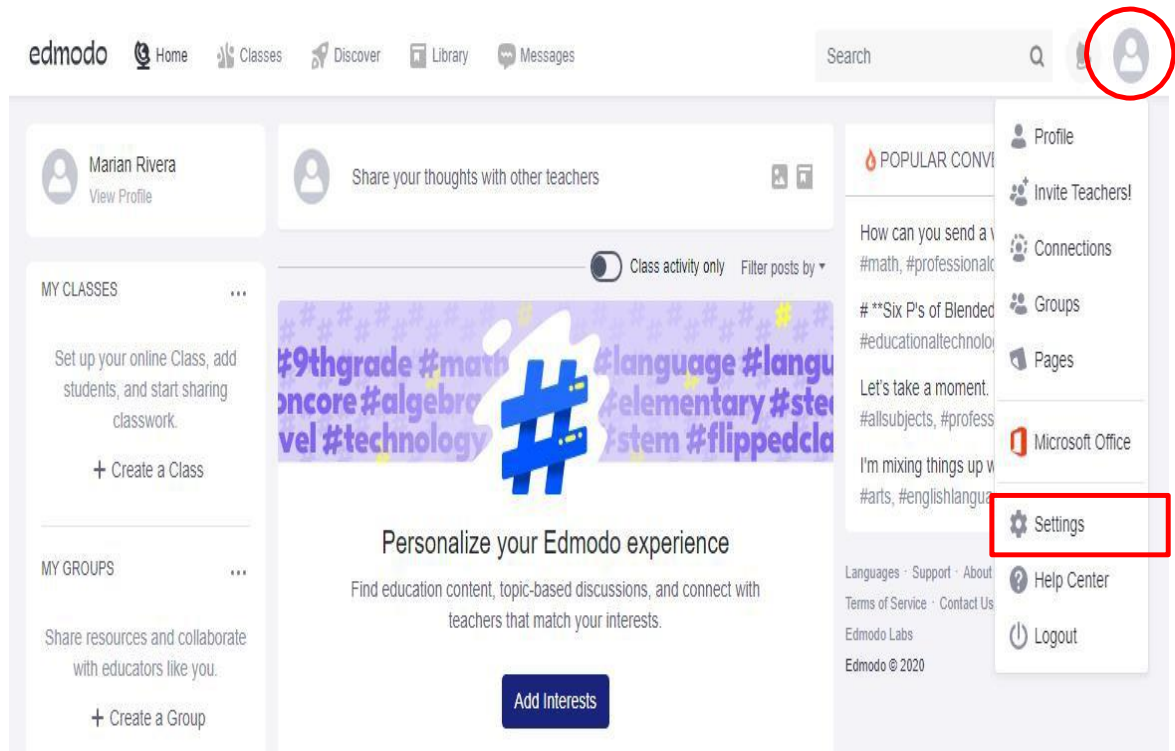 edmodo Home Classes Discover Library Messages Search
Marian Rivera
View Profile
MY CLASSES ...
Set up your online Class, add
students, and start sharing
classwork.
+ Create a Class
MY GROUPS ...
Share resources and collaborate
with educators like you.
+ Create a Group
Share your thoughts with other teachers
Class activity only Filter posts by
#9thgrade #math #language #langu
oncore #algebra #elementary #ste
vel #technology #stem #flippedcla
Personalize your Edmodo experience
Find education content, topic-based discussions, and connect with
teachers that match your interests.
Add Interests
POPULAR CONVE
How can you send a
#math, #professionald
# **Six P's of Blended
#educationaltechnolo
Let's take a moment.
#allsubjects, #profess
I'm mixing things up w
#arts, #englishlangua
Languages · Support · About
Terms of Service · Contact Us
Edmodo Labs
Edmodo © 2020
Profile
Invite Teachers!
Connections
Groups
Pages
Microsoft Office
Settings
Help Center
Logout